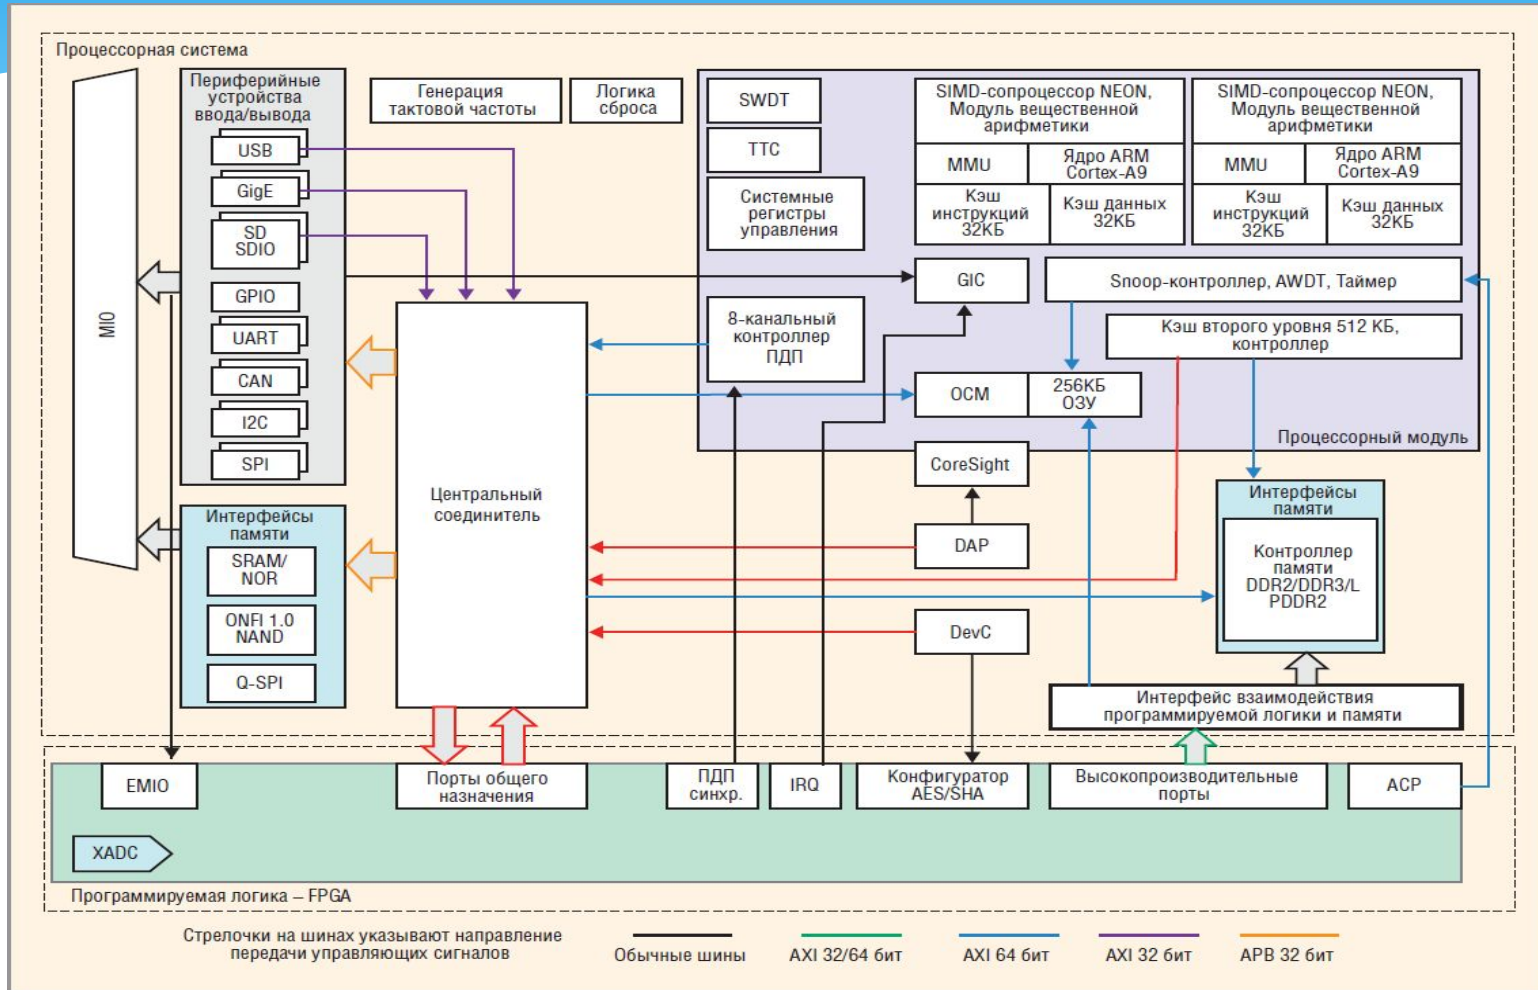 Процессорная система
MIO
Периферийные
устройства
ввода/вывода
USB
GigE
SD
SDIO
GPIO
UART
CAN
I2C
SPI
Интерфейсы
памяти
SRAM/
NOR
ONFI 1.0
NAND
Q-SPI
Генерация
тактовой частоты
Логика
сброса
Центральный
соединитель
SWDT
TTC
Системные
регистры
управления
8-канальный
контроллер
ПДП
SIMD-сопроцессор NEON,
Модуль вещественной
арифметики
MMU
Ядро ARM
Cortex-A9
Кэш
инструкций
32КБ
Кэш данных
32КБ
SIMD-сопроцессор NEON,
Модуль вещественной
арифметики
MMU
Ядро ARM
Cortex-A9
Кэш
инструкций
32КБ
Кэш данных
32КБ
GIC
Snoop-контроллер, AWDT, Таймер
Кэш второго уровня 512 КБ,
контроллер
OCM
256КБ
ОЗУ
Процессорный модуль
CoreSight
DAP
DevC
Интерфейсы
памяти
Контроллер
памяти
DDR2/DDR3/L
PDDR2
Интерфейс взаимодействия
программируемой логики и памяти
EMIO
Порты общего
назначения
ПДП
синхр.
IRQ
Конфигуратор
AES/SHA
Высокопроизводительные
порты
ACP
XADC
Программируемая логика – FPGA
Стрелочки на шинах указывают направление
передачи управляющих сигналов
Обычные шины
AXI 32/64 бит
AXI 64 бит
AXI 32 бит
APB 32 бит